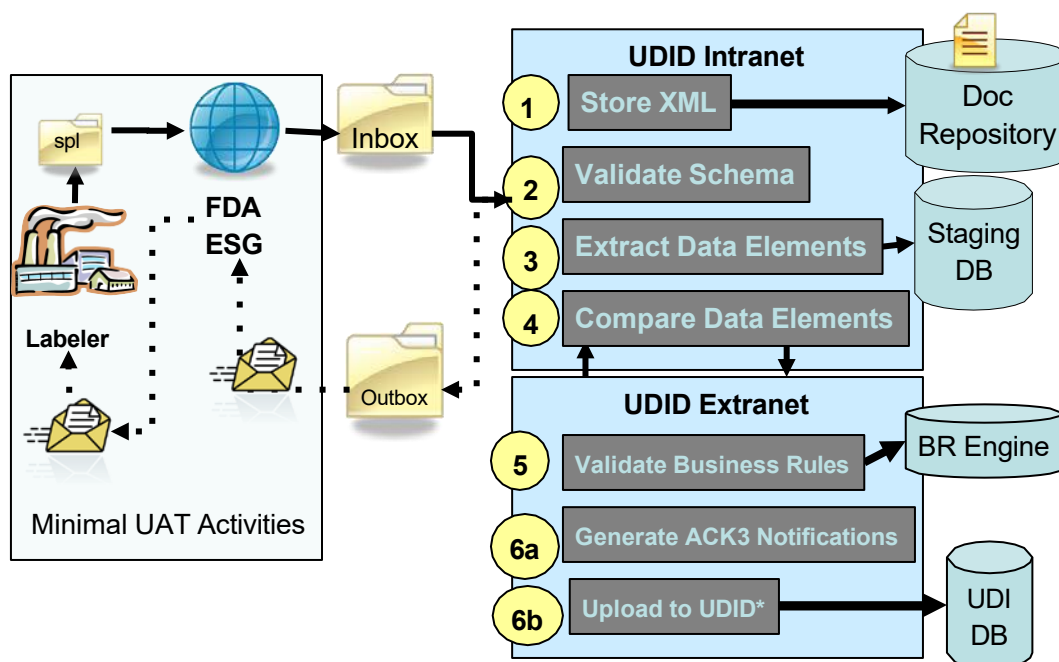 spl
FDA
ESG
Labeler
Minimal UAT Activities
Inbox
Outbox
UDID Intranet
1
Store XML
Doc
Repository
2
Validate Schema
3
Extract Data Elements
Staging
DB
4
Compare Data Elements
UDID Extranet
5
Validate Business Rules
BR Engine
6a
Generate ACK3 Notifications
6b
Upload to UDID*
UDI
DB